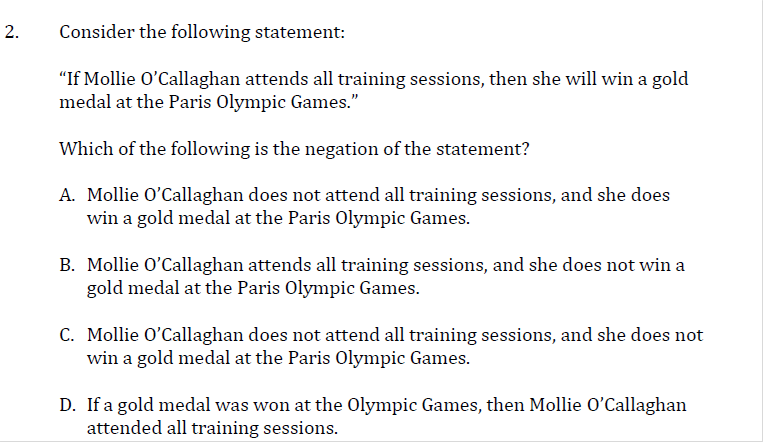 2. Consider the following statement:
“If Mollie O’Callaghan attends all training sessions, then she will win a gold
medal at the Paris Olympic Games.”
Which of the following is the negation of the statement?
A. Mollie O’Callaghan does not attend all training sessions, and she does
win a gold medal at the Paris Olympic Games.
B. Mollie O’Callaghan attends all training sessions, and she does not win a
gold medal at the Paris Olympic Games.
C. Mollie O’Callaghan does not attend all training sessions, and she does not
win a gold medal at the Paris Olympic Games.
D. If a gold medal was won at the Olympic Games, then Mollie O’Callaghan
attended all training sessions.